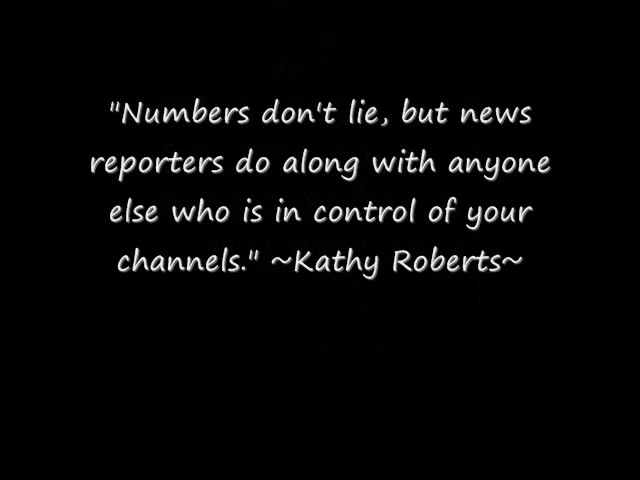 "Numbers don't lie, but news
reporters do along with anyone
else who is in control of your
channels." ~Kathy Roberts~